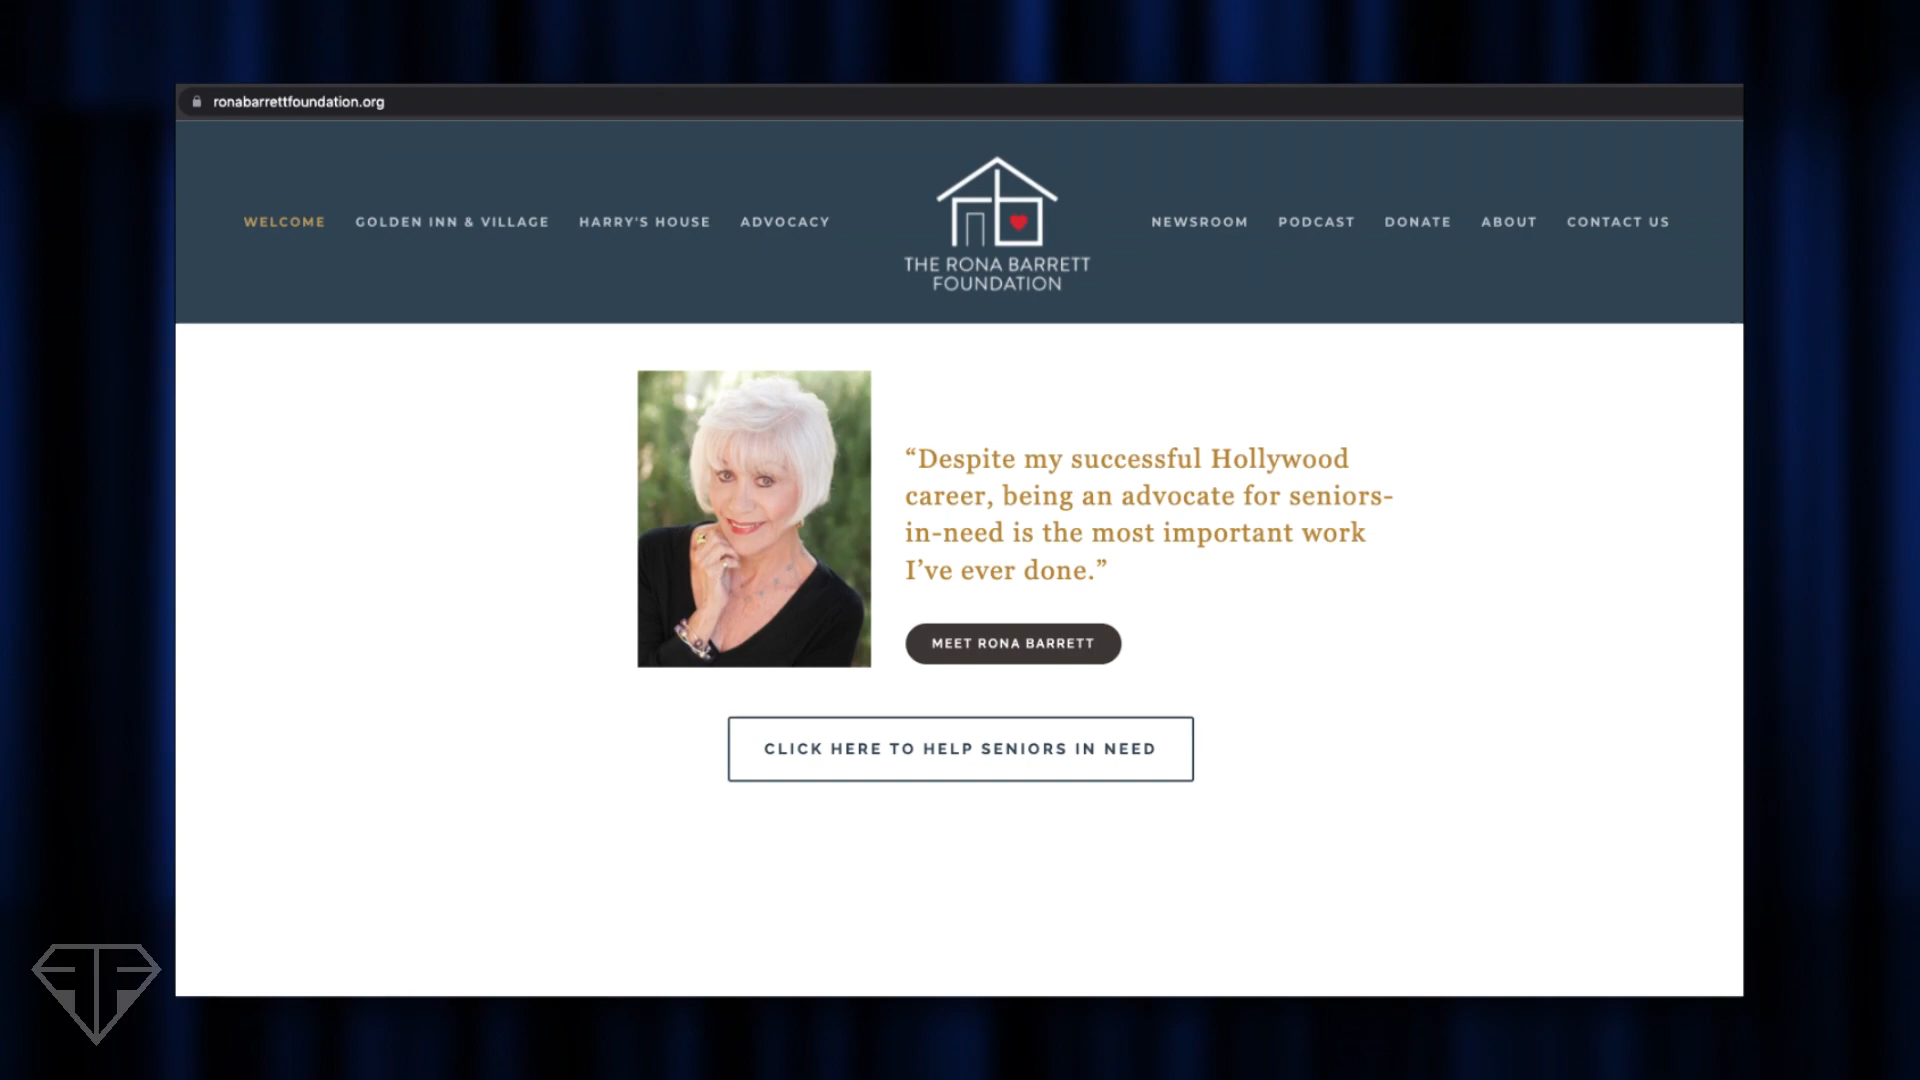 ronabarrettfoundation.org
WELCOME GOLDEN INN & VILLAGE HARRY'S HOUSE ADVOCACY
THE RONA BARRETT
FOUNDATION
NEWSROOM PODCAST DONATE ABOUT CONTACT US
“Despite my successful Hollywood
career, being an advocate for seniors-
in-need is the most important work
I’ve ever done.”
MEET RONA BARRETT
CLICK HERE TO HELP SENIORS IN NEED